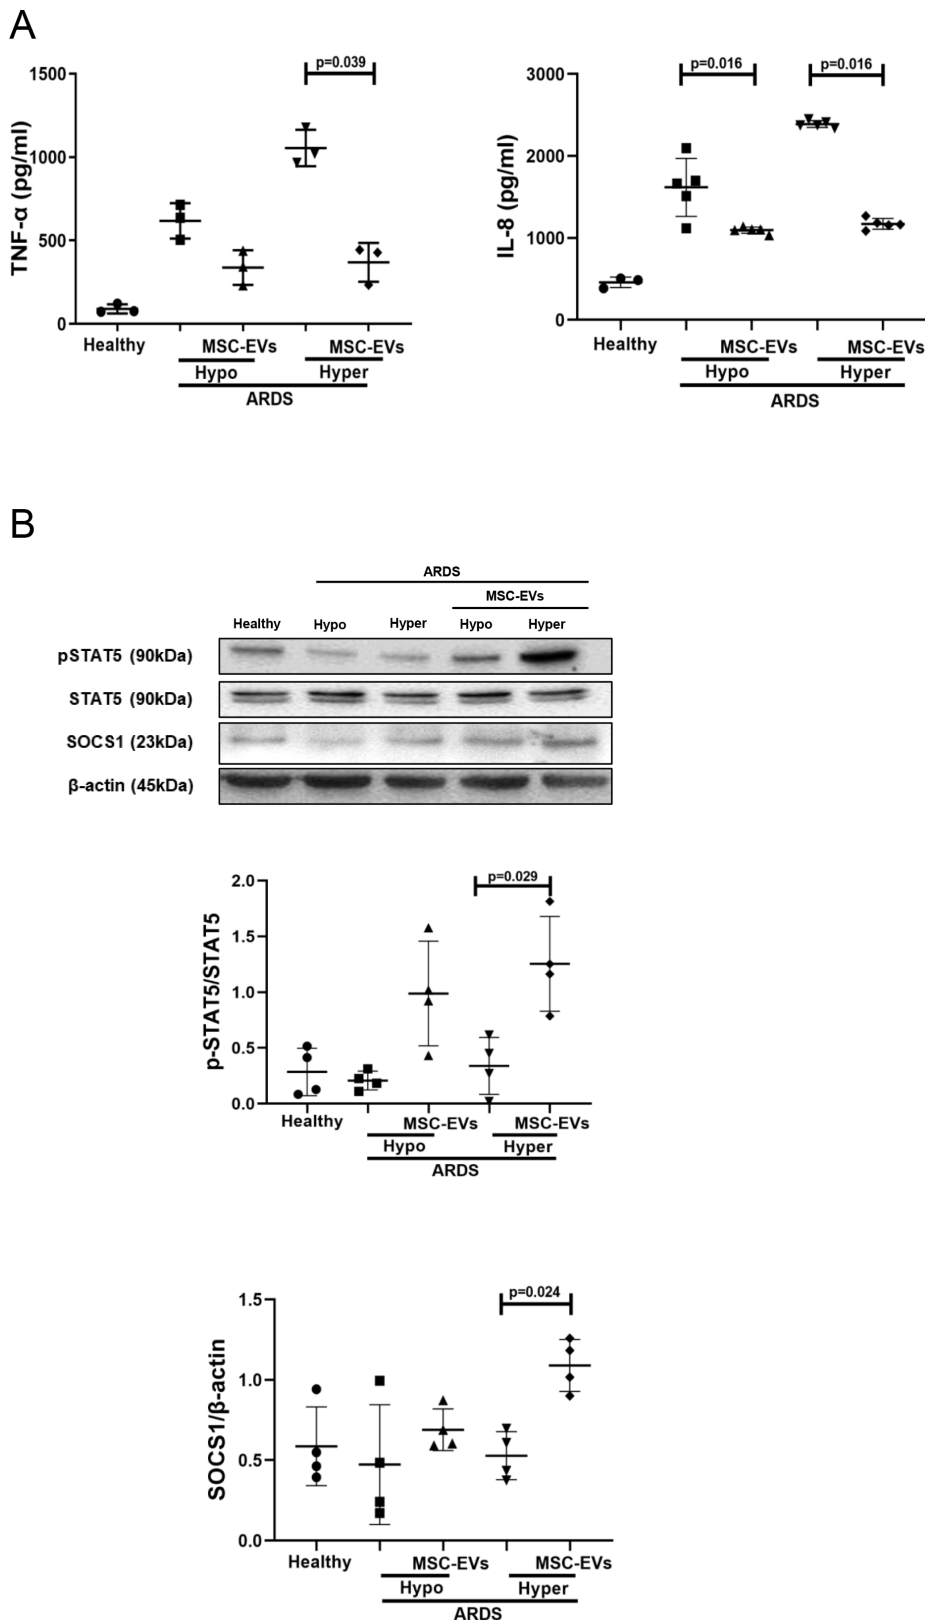 A
TNF-α (pg/ml)
1500
1000
500
0
p=0.039
Healthy
MSC-EVs
MSC-EVs
Hypo
Hyper
ARDS
IL-8 (pg/ml)
3000
2000
1000
0
p=0.016
p=0.016
Healthy
MSC-EVs
MSC-EVs
Hypo
Hyper
ARDS
B
ARDS
MSC-EVs
Healthy Hypo Hyper Hypo Hyper
pSTAT5 (90kDa)
STAT5 (90kDa)
SOCS1 (23kDa)
β-actin (45kDa)
p-STAT5/STAT5
2.0
1.5
1.0
0.5
0.0
p=0.029
Healthy
MSC-EVs
MSC-EVs
Hypo
Hyper
ARDS
SOCS1/β-actin
1.5
1.0
0.5
0.0
p=0.024
Healthy
MSC-EVs
MSC-EVs
Hypo
Hyper
ARDS